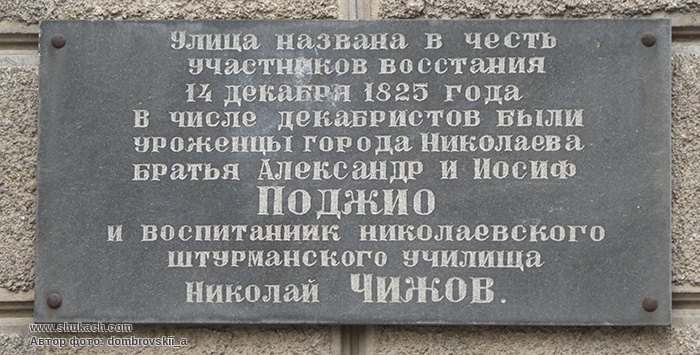 Улица названа в честь
участников восстания
14 декабря 1825 года
В числе декабристов были
уроженцы города Николаева
братья Александр и Иосиф
Поджио
и воспитанник николаевского
штурманского училища
Николай Чижов.
www.shukach.com
Автор фото: dombrovskii_a